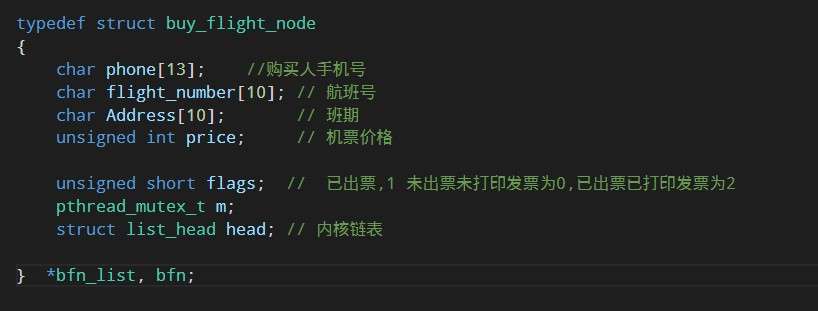 typedef struct buy_flight_node
{
    char phone[13];    //购买人手机号
    char flight_number[10]; // 航班号
    char Address[10];       // 班期
    unsigned int price;     // 机票价格
    unsigned short flags;  //  已出票,1 未出票未打印发票为0,已出票已打印发票为2
    pthread_mutex_t m;
    struct list_head head; // 内核链表
}  *bfn_list, bfn;